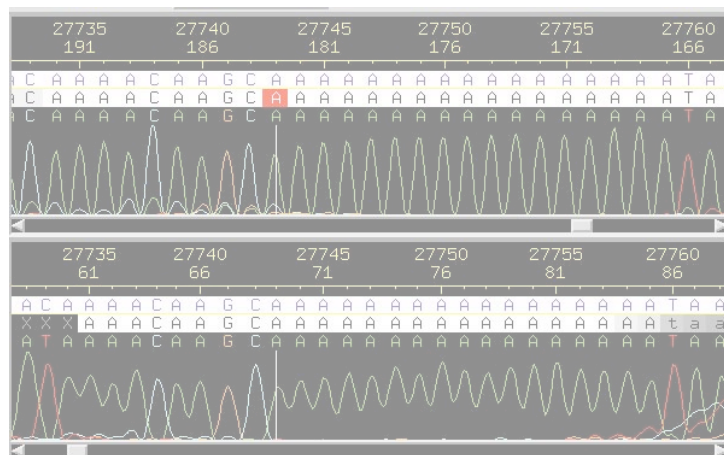 27735 27740 27745 27750 27755 27760
191 186 181 176 171 166
C A A A A C A A G C A A A A A A A A A A A A A A A A A T A
C A A A A C A A G C A A A A A A A A A A A A A A A A A T A
C A A A A C A A G C A A A A A A A A A A A A A A A A A T A
27735 27740 27745 27750 27755 27760
61 66 71 76 81 86
A C A A A A C A A G C A A A A A A A A A A A A A A A A A T A A
X X X A A A C A A G C A A A A A A A A A A A A A A A A A t a a
A T A A A A C A A G C A A A A A A A A A A A A A A A A A T A A